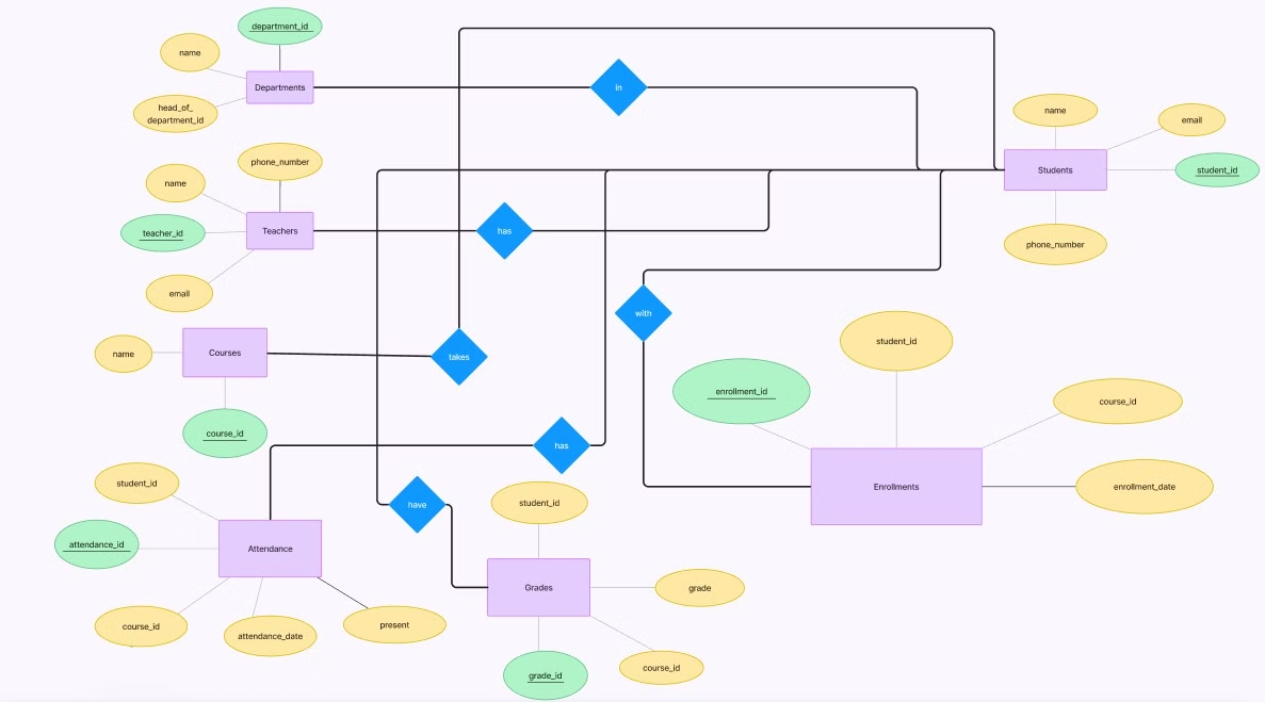 department_id
name
Departments
head_of_
department_id
In
name
email
Students
student_id
phone_number
phone_number
name
teacher_id
Teachers
email
has
with
name
Courses
takes
course_id
student_id
enrollment_id
course_id
Enrollments
enrollment_date
has
student_id
attendance_id
Attendance
course_id
attendance_date
present
have
student_id
Grades
grade
grade_id
course_id